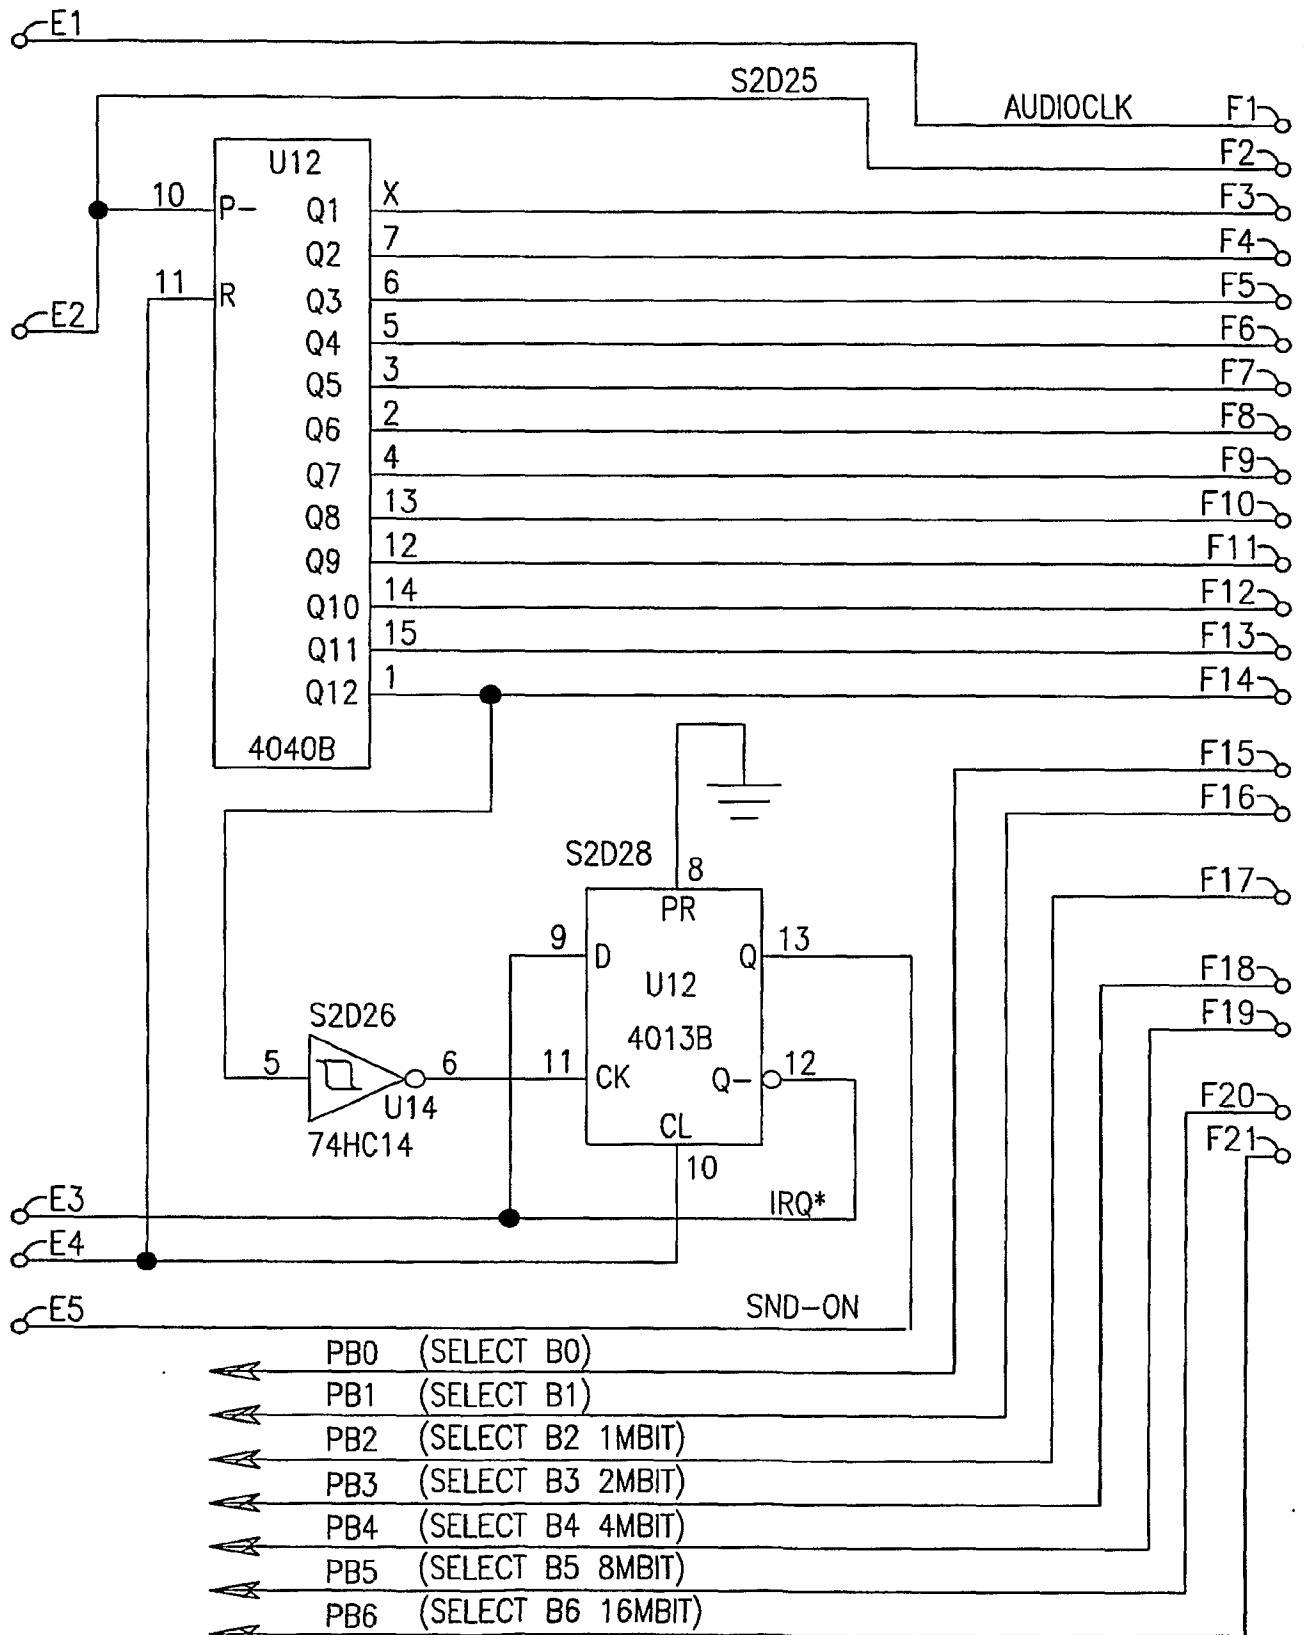 E1
S2D25
AUDIOCLK F1
F2
U12
10 P- Q1 X F3
Q2 7 F4
11 R Q3 6 F5
E2
Q4 5 F6
Q5 3 F7
Q6 2 F8
Q7 4 F9
Q8 13 F10
Q9 12 F11
Q10 14 F12
Q11 15 F13
Q12 1 F14
4040B
F15
F16
S2D28 8
PR
F17
9 D Q 13
U12
F18
S2D26
4013B
F19
5 6 11 CK Q- 12
U14
74HC14
CL
10
F20
F21
E3
IRQ*
E4
E5
SND-ON
PB0 (SELECT B0)
PB1 (SELECT B1)
PB2 (SELECT B2 1MBIT)
PB3 (SELECT B3 2MBIT)
PB4 (SELECT B4 4MBIT)
PB5 (SELECT B5 8MBIT)
PB6 (SELECT B6 16MBIT)